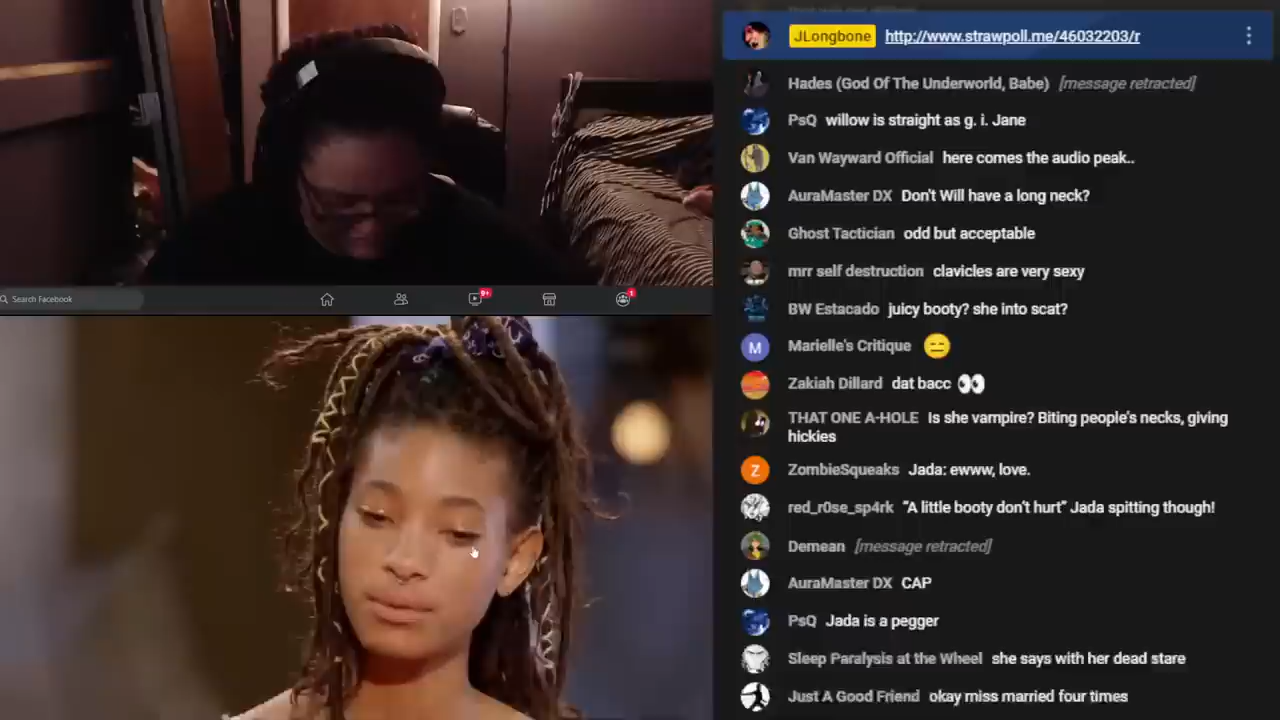 JLongbone http://www.strawpoll.me/46032203/r
Hades (God Of The Underworld, Babe) [message retracted]
PsQ willow is straight as g. i. Jane
Van Wayward Official here comes the audio peak..
AuraMaster DX Don't Will have a long neck?
Ghost Tactician odd but acceptable
mrr self destruction clavicles are very sexy
BW Estacado juicy booty? she into scat?
M Marielle's Critique 😑
Zakiah Dillard dat bacc 👀
THAT ONE A-HOLE Is she vampire? Biting people's necks, giving
hickies
Z ZombieSqueaks Jada: ewww, love.
red_r0se_sp4rk “A little booty don't hurt” Jada spitting though!
Demean [message retracted]
AuraMaster DX CAP
PsQ Jada is a pegger
Sleep Paralysis at the Wheel she says with her dead stare
Just A Good Friend okay miss married four times
Search Facebook
9+
1